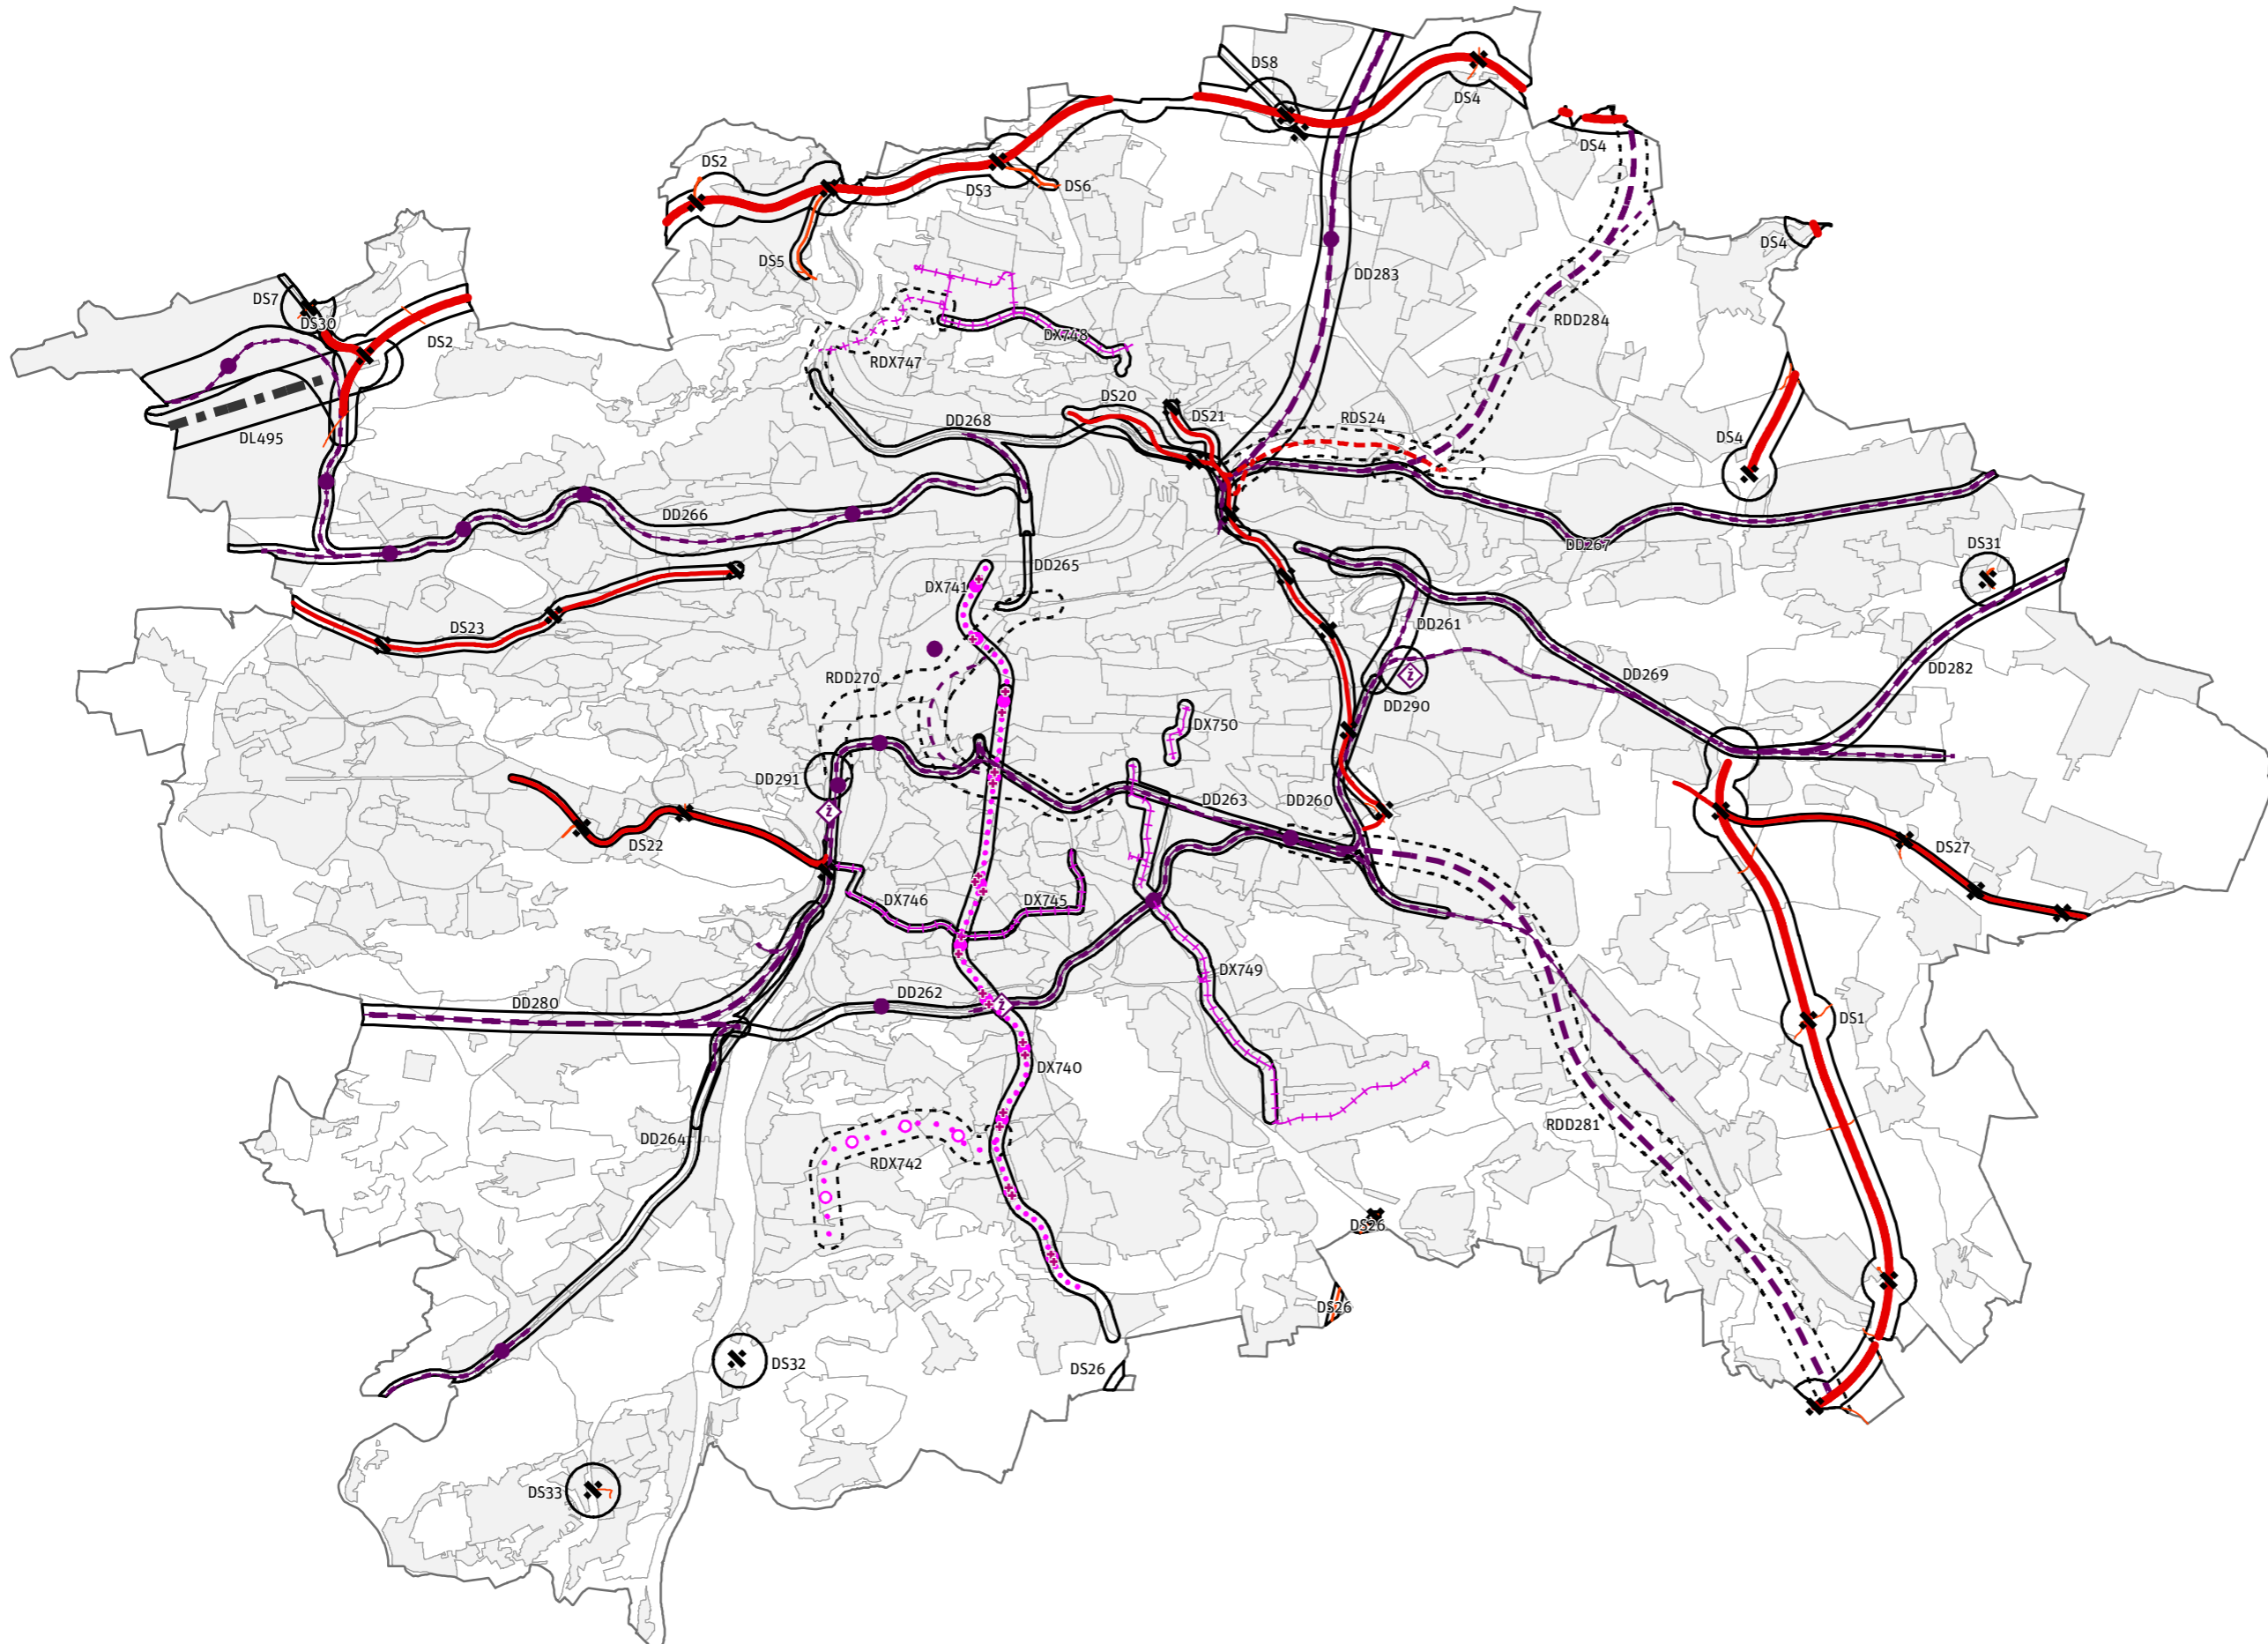 DS8
DS4
DS4
DS2
DS3
DS6
DS4
DS5
DD283
DS7
DS30
DS2
RDD284
DX748
RDX747
DS20
DS21
RDS24
DD268
DL495
DS4
DD266
DD267
DS31
DD265
DX741
DS23
DD261
RDD270
Ž
DD269
DD282
DD290
DX750
DD291
Ž
DD263
DD260
DS22
DS27
DX746
DX745
DX749
DD262
Ž
DD280
DS1
DX740
DD264
RDX742
RDD281
DS26
DS26
DS32
DS26
DS33